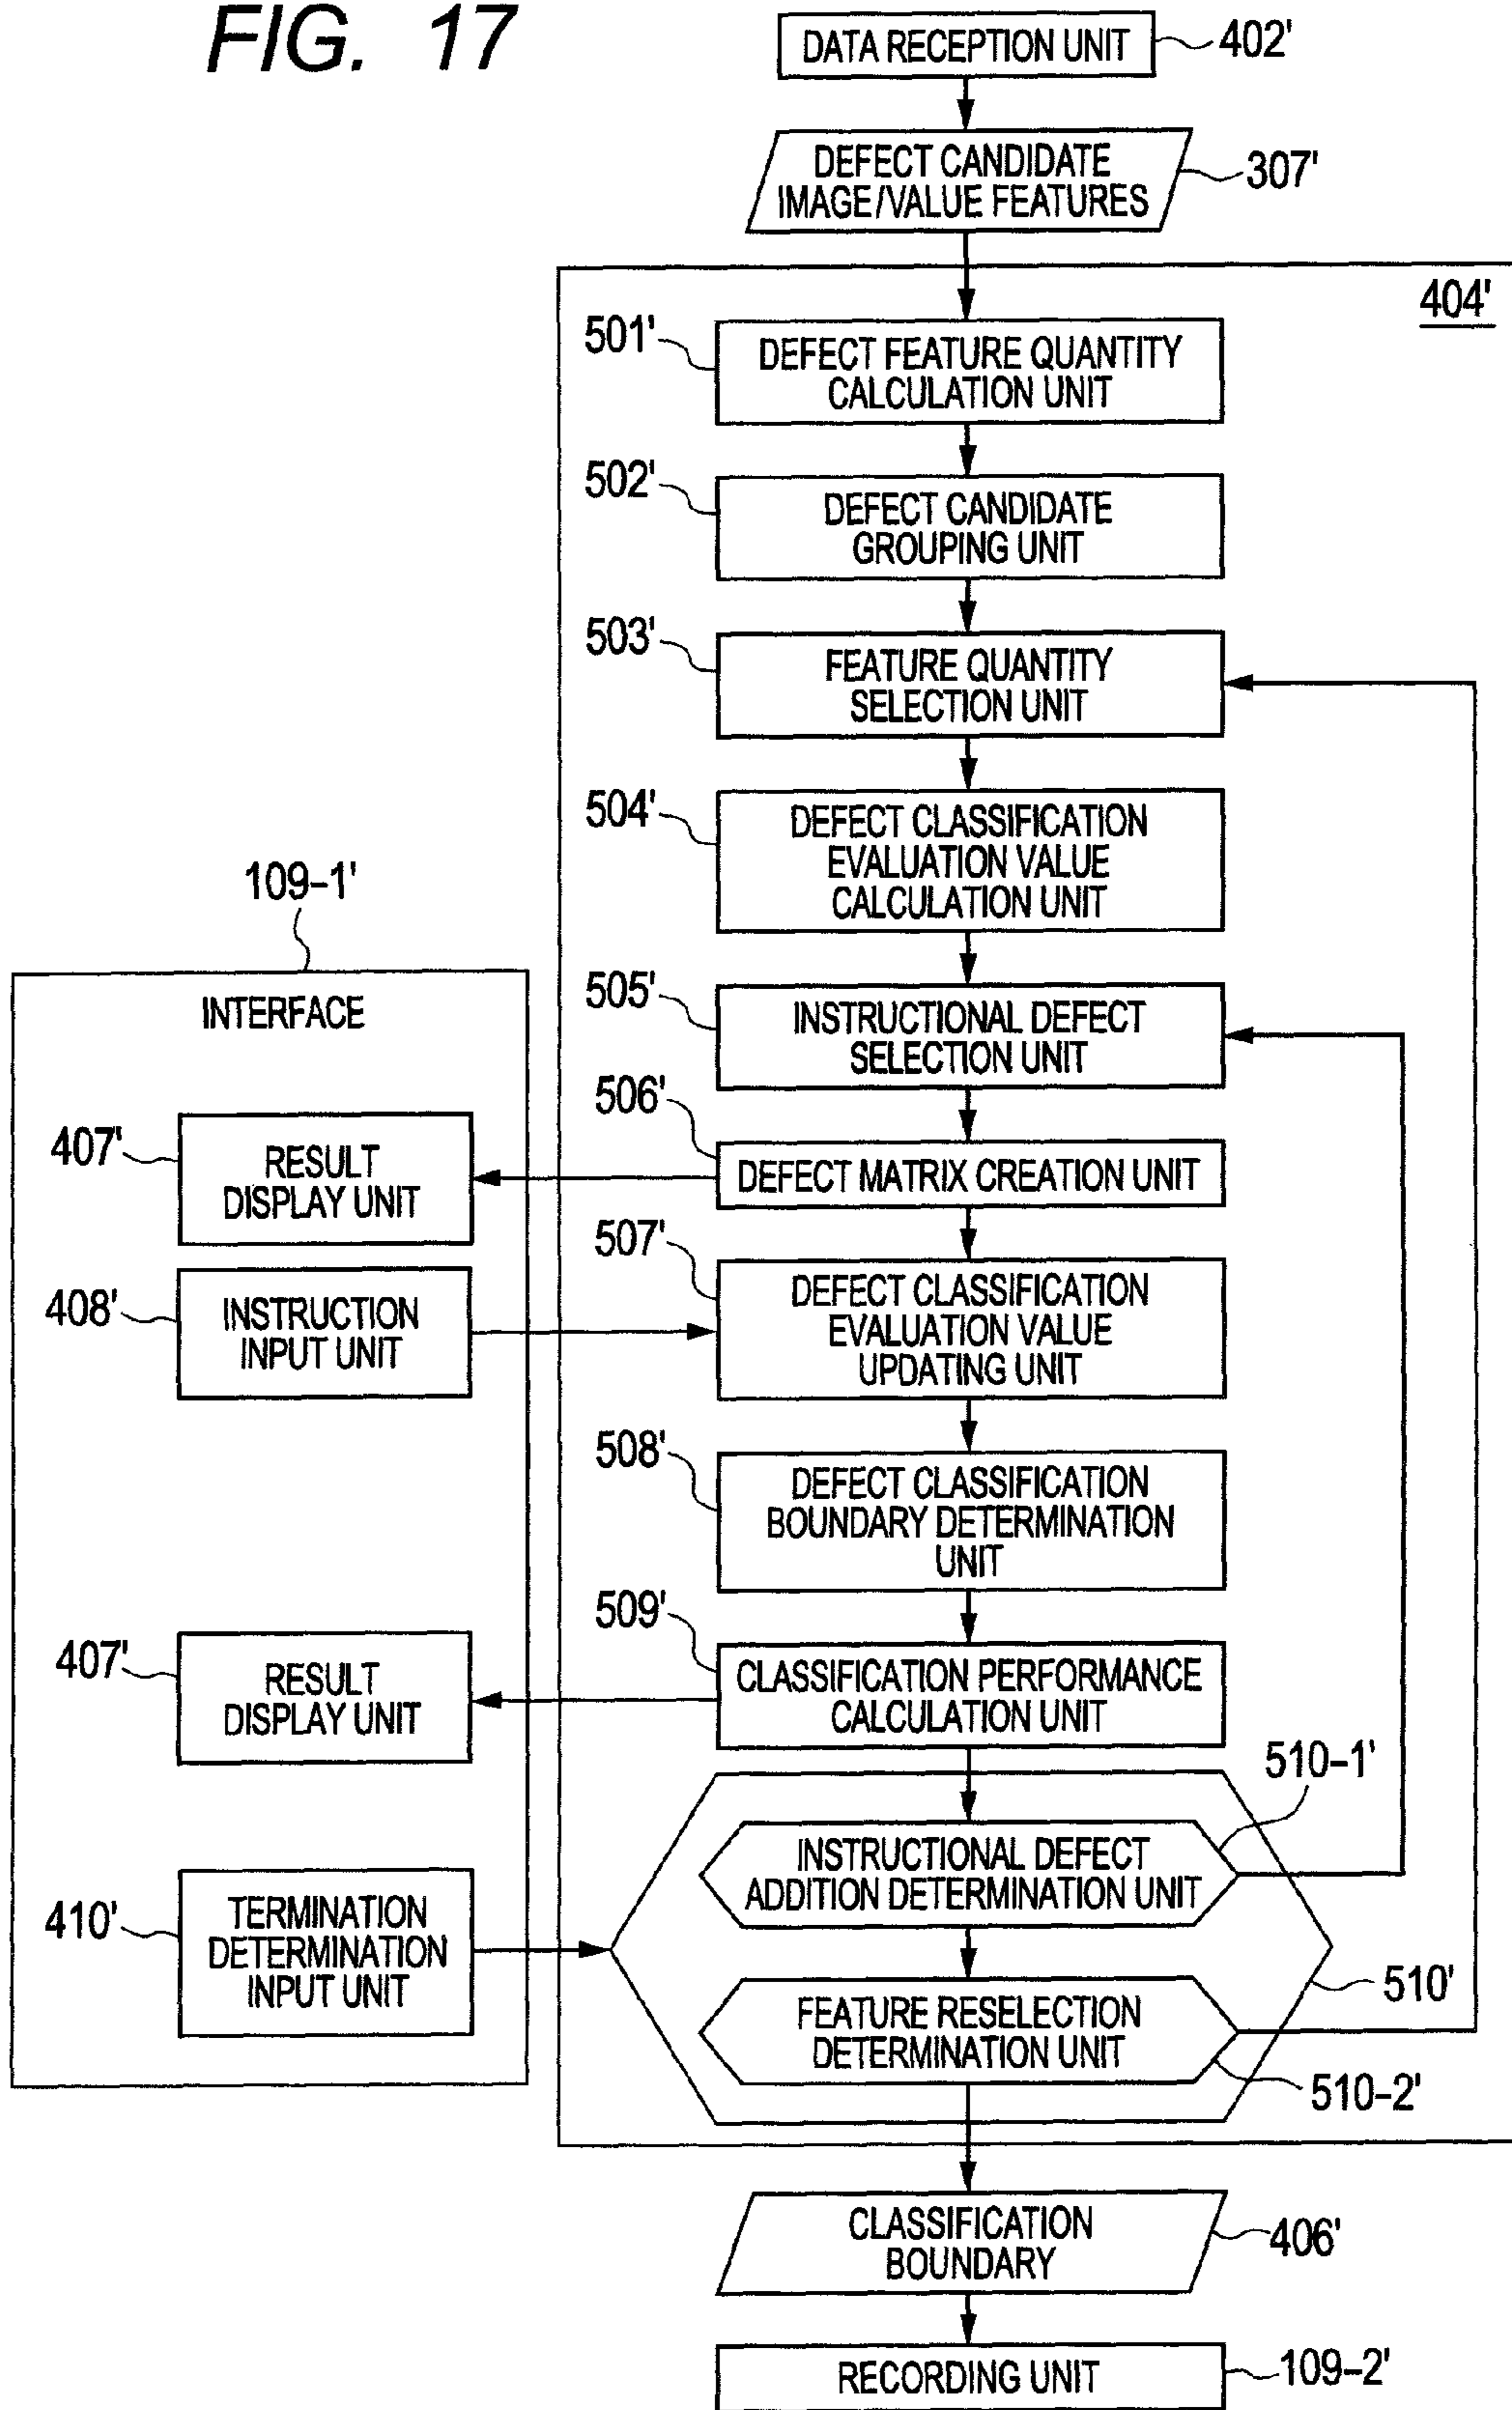 FIG. 17
DATA RECEPTION UNIT
402'
DEFECT CANDIDATE
IMAGE/VALUE FEATURES
307'
404'
501'
DEFECT FEATURE QUANTITY
CALCULATION UNIT
502'
DEFECT CANDIDATE
GROUPING UNIT
503'
FEATURE QUANTITY
SELECTION UNIT
504'
DEFECT CLASSIFICATION
EVALUATION VALUE
CALCULATION UNIT
109-1'
INTERFACE
505'
INSTRUCTIONAL DEFECT
SELECTION UNIT
506'
DEFECT MATRIX CREATION UNIT
407'
RESULT
DISPLAY UNIT
507'
DEFECT CLASSIFICATION
EVALUATION VALUE
UPDATING UNIT
408'
INSTRUCTION
INPUT UNIT
508'
DEFECT CLASSIFICATION
BOUNDARY DETERMINATION
UNIT
509'
CLASSIFICATION PERFORMANCE
CALCULATION UNIT
407'
RESULT
DISPLAY UNIT
510-1'
INSTRUCTIONAL DEFECT
ADDITION DETERMINATION UNIT
410'
TERMINATION
DETERMINATION
INPUT UNIT
510'
FEATURE RESELECTION
DETERMINATION UNIT
510-2'
CLASSIFICATION
BOUNDARY
406'
RECORDING UNIT
109-2'